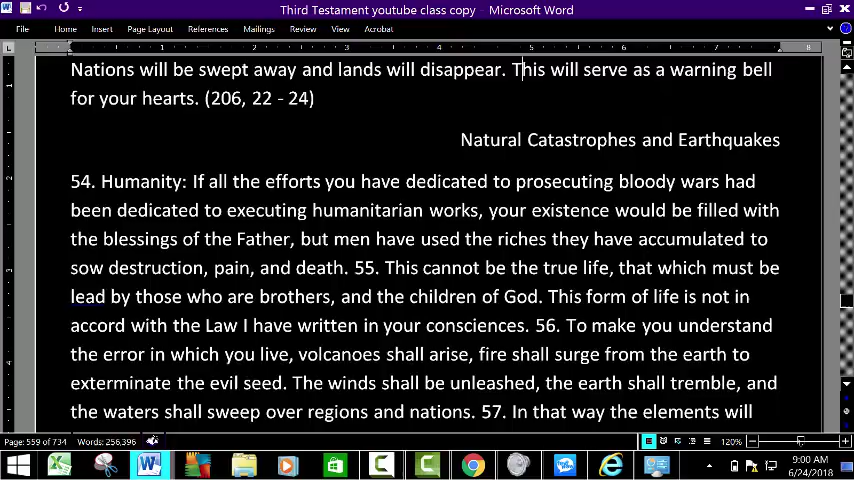 Third Testament youtube class copy - Microsoft Word
File Home Insert Page Layout References Mailings Review View Acrobat
Nations will be swept away and lands will disappear. This will serve as a warning bell
for your hearts. (206, 22 - 24)
Natural Catastrophes and Earthquakes
54. Humanity: If all the efforts you have dedicated to prosecuting bloody wars had
been dedicated to executing humanitarian works, your existence would be filled with
the blessings of the Father, but men have used the riches they have accumulated to
sow destruction, pain, and death. 55. This cannot be the true life, that which must be
lead by those who are brothers, and the children of God. This form of life is not in
accord with the Law I have written in your consciences. 56. To make you understand
the error in which you live, volcanoes shall arise, fire shall surge from the earth to
exterminate the evil seed. The winds shall be unleashed, the earth shall tremble, and
the waters shall sweep over regions and nations. 57. In that way the elements will
Page: 559 of 734 Words: 256,396 120%
9:00 AM
6/24/2018